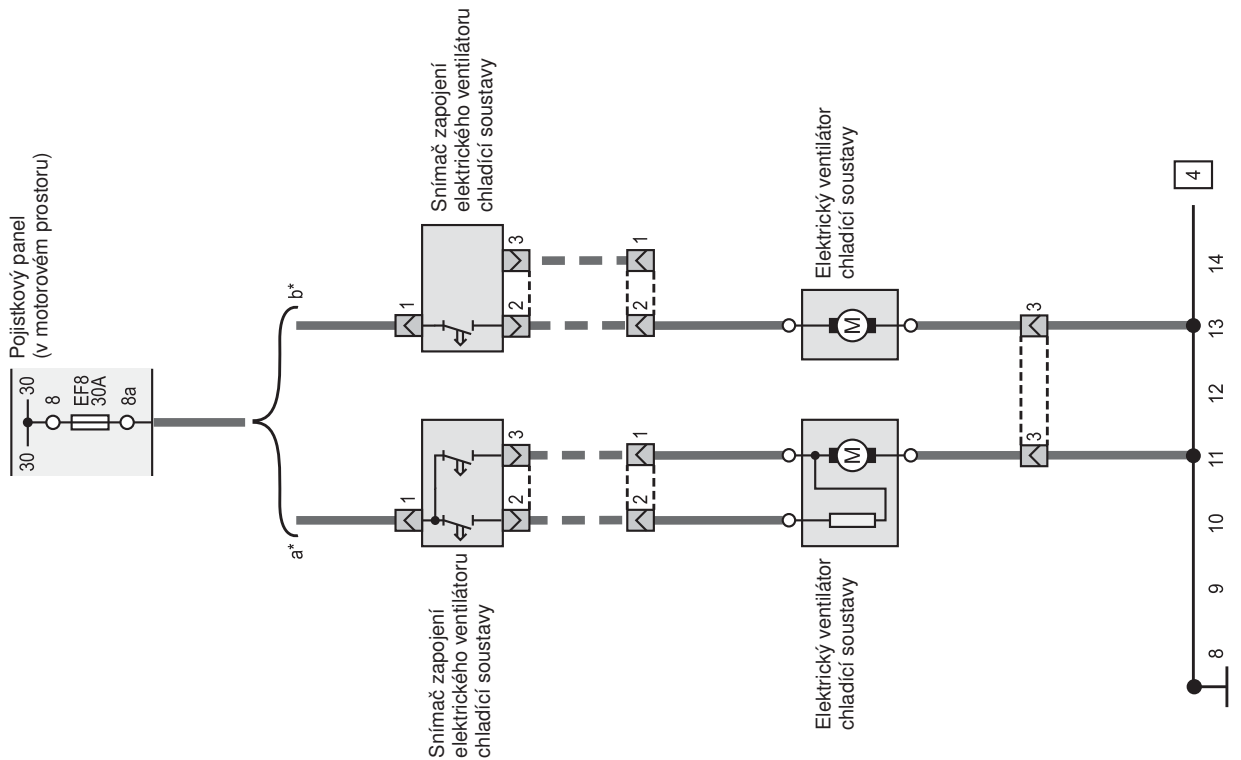 Pojistkový panel
(v motorovém prostoru)
30
30
8
EF8
30A
8a
a*
b*
Snímač zapojení
elektrického ventilátoru
chladící soustavy
1
2
3
2
1
Snímač zapojení
elektrického ventilátoru
chladící soustavy
1
2
3
2
1
Elektrický ventilátor
chladící soustavy
M
Elektrický ventilátor
chladící soustavy
M
3
3
4
8
9
10
11
12
13
14